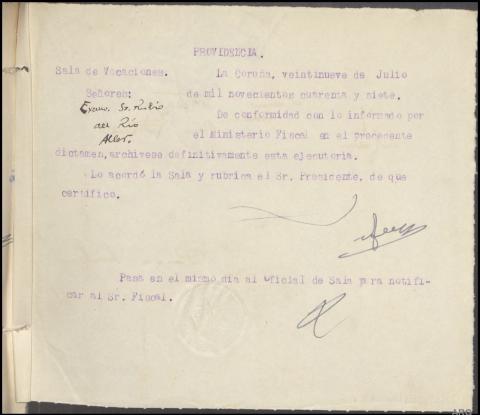 PROVIDENCIA.
Sala de Vacaciones. La Coruña, veintinueve de Julio
Señores: de mil novecientos cuarenta y siete.
Excmo. Sr. Rubio
del Río
De conformidad con lo informado por
el Ministerio Fiscal en el precedente
dictamen, archivese definitivamente esta ejecutoria.
Lo acordó la Sala y rubrica el Sr. Presidente, de que
certifico.
Pasa en el mismo día al Oficial de Sala para notifi-
car al Sr. Fiscal.